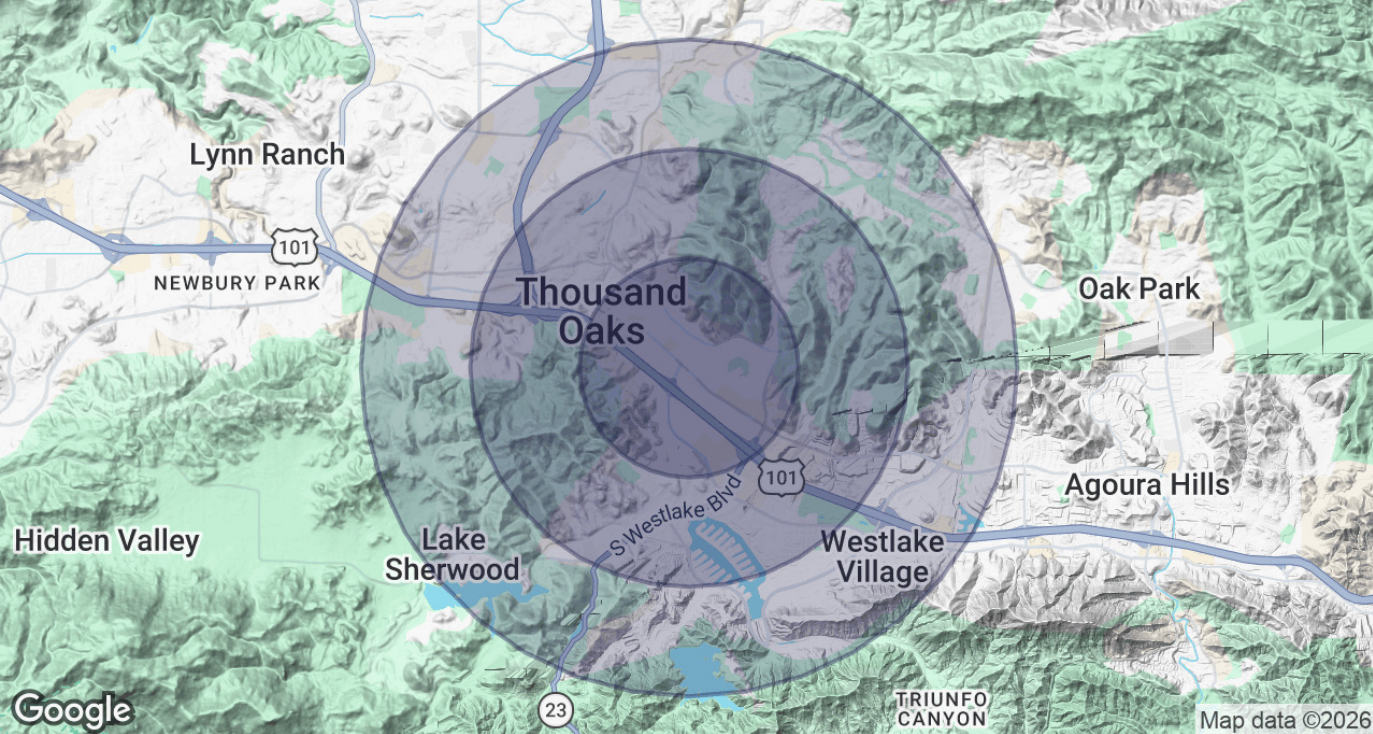 Lynn Ranch
101
NEWBURY PARK
Thousand
Oaks
Oak Park
101
S Westlake Blvd
Agoura Hills
Hidden Valley
Lake
Sherwood
Westlake
Village
23
TRIUNFO
CANYON
Google
Map data ©2026